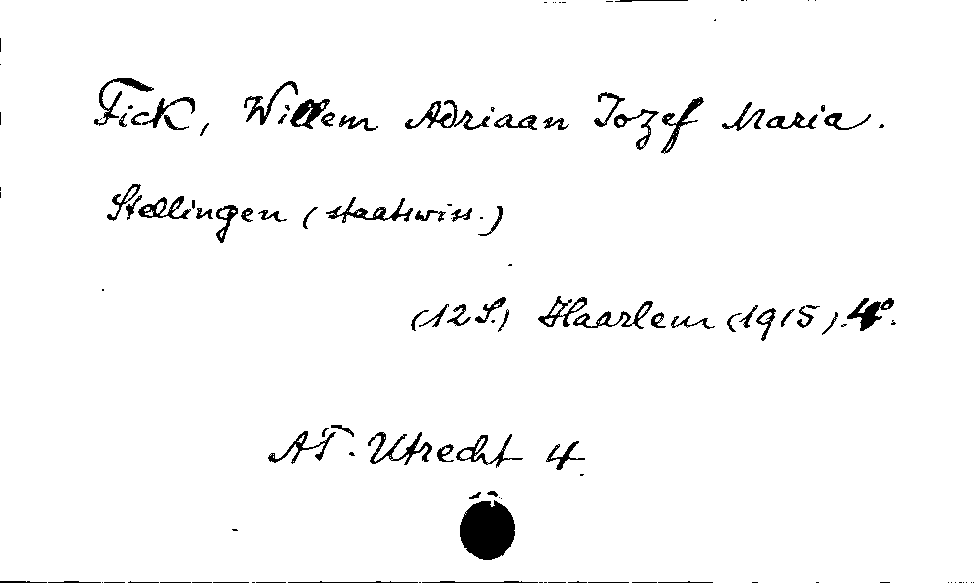 Fick, Willem Adriaan Jozef Maria.
Stellingen (staatswiss.)
(12 S.) Haarlem (1915). 4°.
AT. Utrecht 4